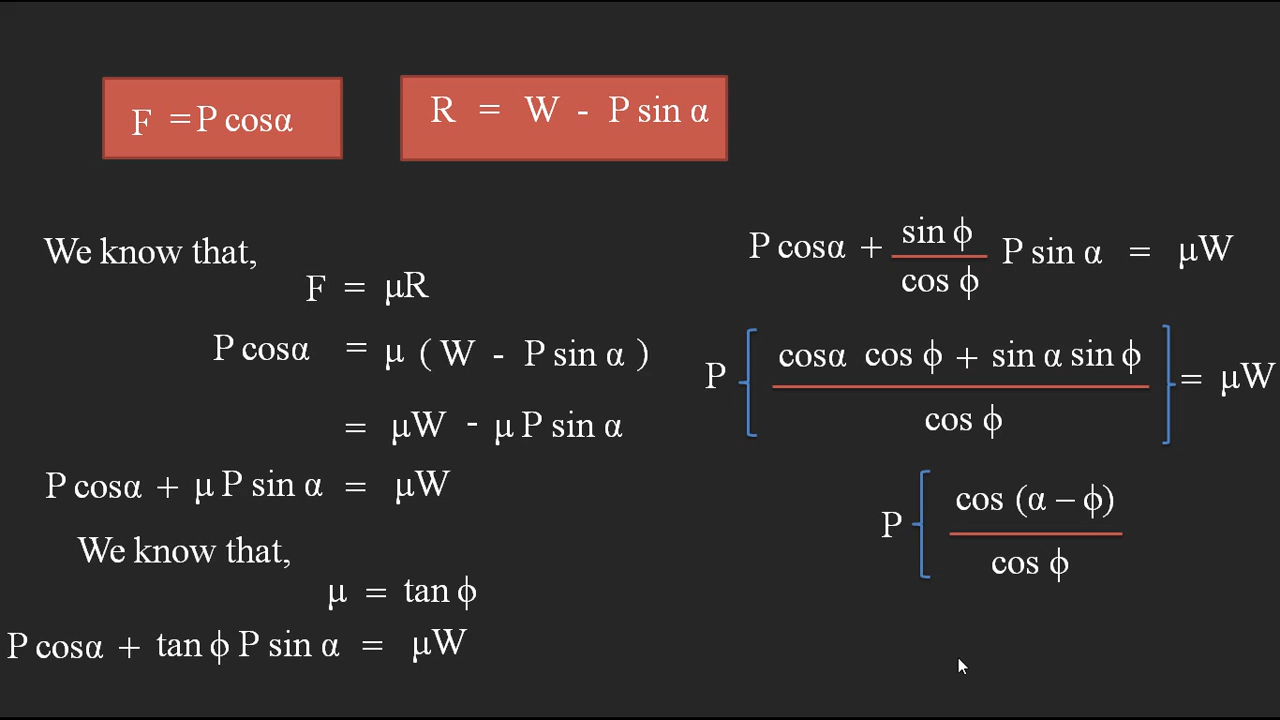 F = P cosα
R = W - P sin α
We know that,
F = μR
P cosα = μ ( W - P sin α )
= μW - μ P sin α
P cosα + μ P sin α = μW
We know that,
μ = tan ϕ
P cosα + tan ϕ P sin α = μW
P cosα + sin ϕ / cos ϕ P sin α = μW
P [ cosα cos ϕ + sin α sin ϕ / cos ϕ ] = μW
P [ cos (α – ϕ) / cos ϕ